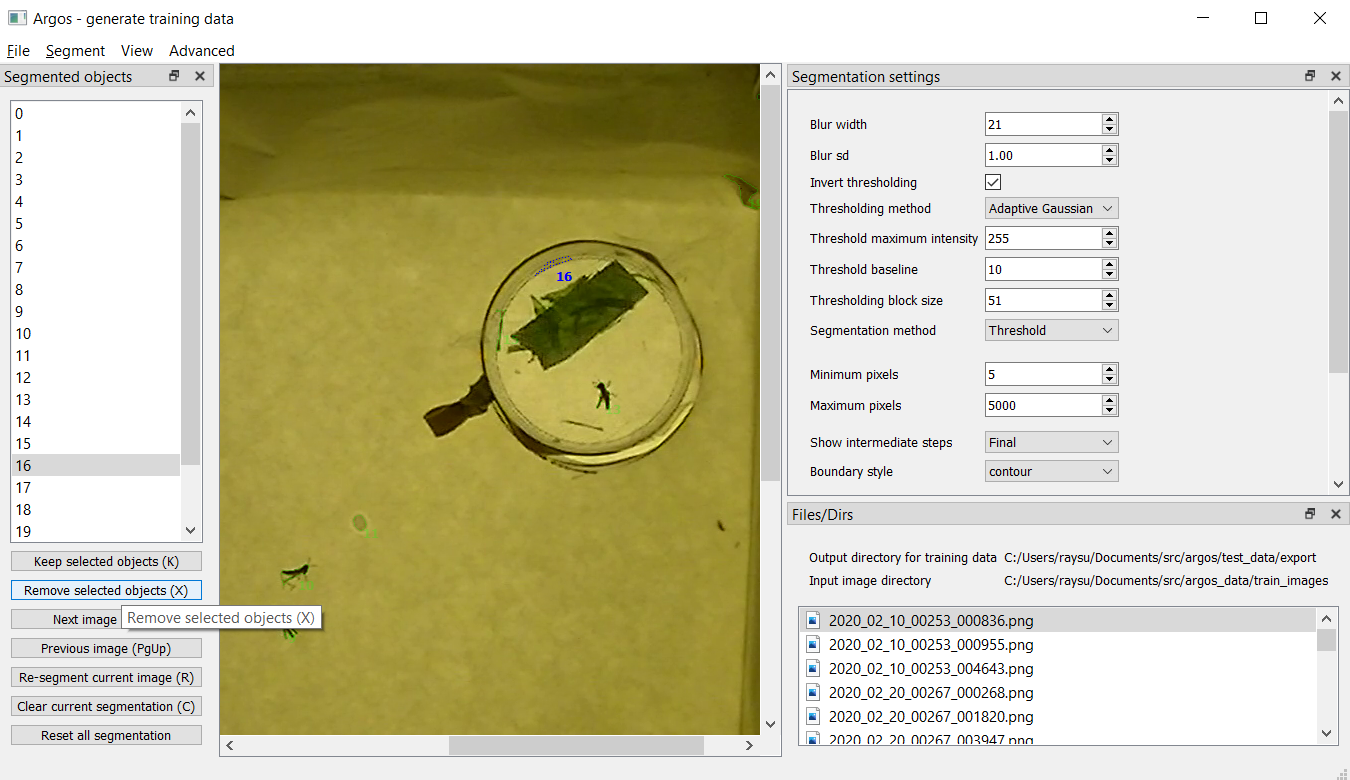 Argos - generate training data
File Segment View Advanced
Segmented objects
0
1
2
3
4
5
6
7
8
9
10
11
12
13
14
15
16
17
18
19
Keep selected objects (K)
Remove selected objects (X)
Next image
Remove selected objects (X)
Previous image (PgUp)
Re-segment current image (R)
Clear current segmentation (C)
Reset all segmentation
16
Segmentation settings
Blur width 21
Blur sd 1.00
Invert thresholding
Thresholding method Adaptive Gaussian
Threshold maximum intensity 255
Threshold baseline 10
Thresholding block size 51
Segmentation method Threshold
Minimum pixels 5
Maximum pixels 5000
Show intermediate steps Final
Boundary style contour
Files/Dirs
Output directory for training data C:/Users/raysu/Documents/src/argos/test_data/export
Input image directory C:/Users/raysu/Documents/src/argos_data/train_images
2020_02_10_00253_000836.png
2020_02_10_00253_000955.png
2020_02_10_00253_004643.png
2020_02_20_00267_000268.png
2020_02_20_00267_001820.png
2020_02_20_00267_003947.png